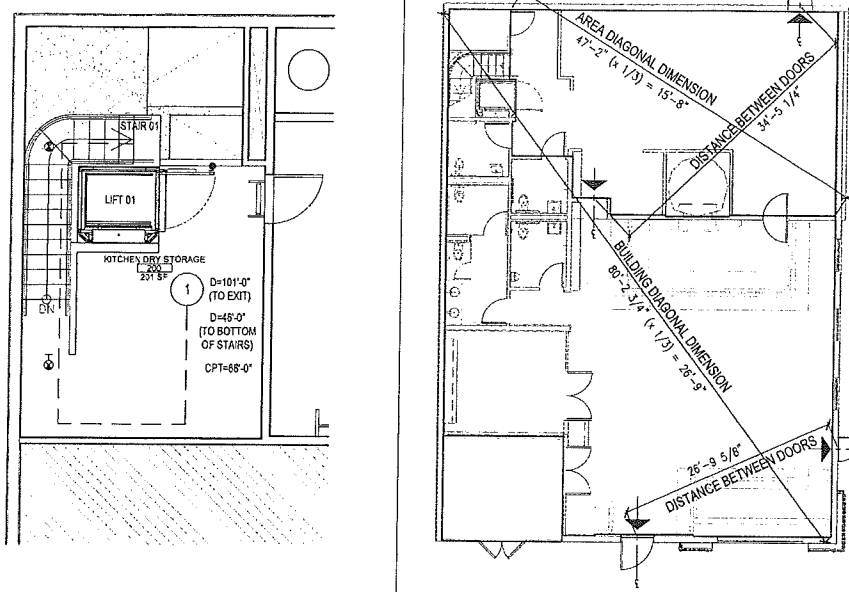 STAIR 01
LIFT 01
KITCHEN DRY STORAGE
200
201 SF
1
D=101'-0"
(TO EXIT)
D=46'-0"
(TO BOTTOM
OF STAIRS)
CPT=66'-0"
DN
AREA DIAGONAL DIMENSION
47'-2" (x 1/3) = 15'-8"
DISTANCE BETWEEN DOORS
34'-5 1/4"
BUILDING DIAGONAL DIMENSION
80'-2 3/4" (x 1/3) = 26'-9"
26'-9 5/8"
DISTANCE BETWEEN DOORS